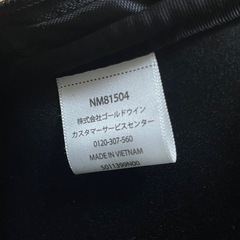 NM81504
株式会社ゴールドウイン
カスタマーサービスセンター
0120-307-560
MADE IN VIETNAM
S011399N00